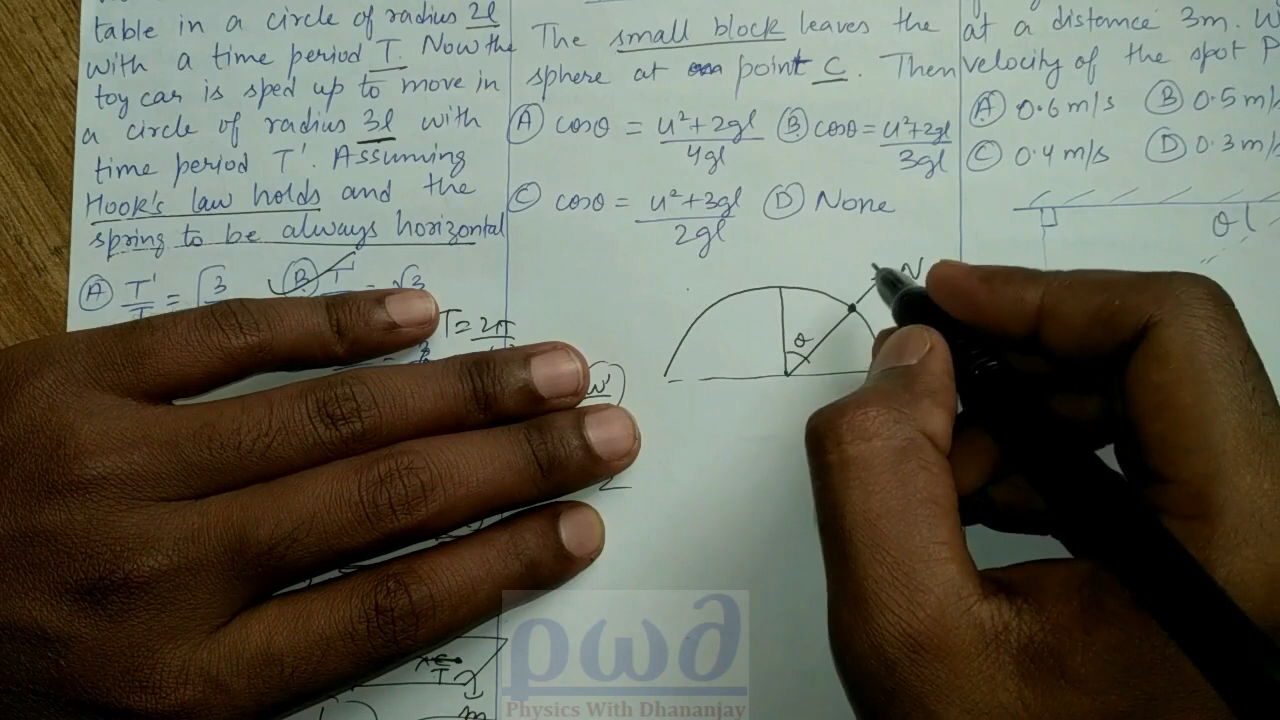 table in a circle of radius 2l
with a time period T. Now the
toy car is sped up to move in
a circle of radius 3l with
time period T'. Assuming
Hook's law holds and the
spring to be always horizontal
(A) T'/T = √3 (B) T' = √3
T = 2π
ω'
The small block leaves the
sphere at point C. Then
(A) cosθ = u²+2gl/4gl (B) cosθ = u²+2gl/3gl
(C) cosθ = u²+3gl/2gl (D) None
θ
N
at a distance 3m.
velocity of the spot P
(A) 0.6 m/s (B) 0.5 m/
(C) 0.4 m/s (D) 0.3 m/
θ
T
m
ρω∂
Physics With Dhananjay